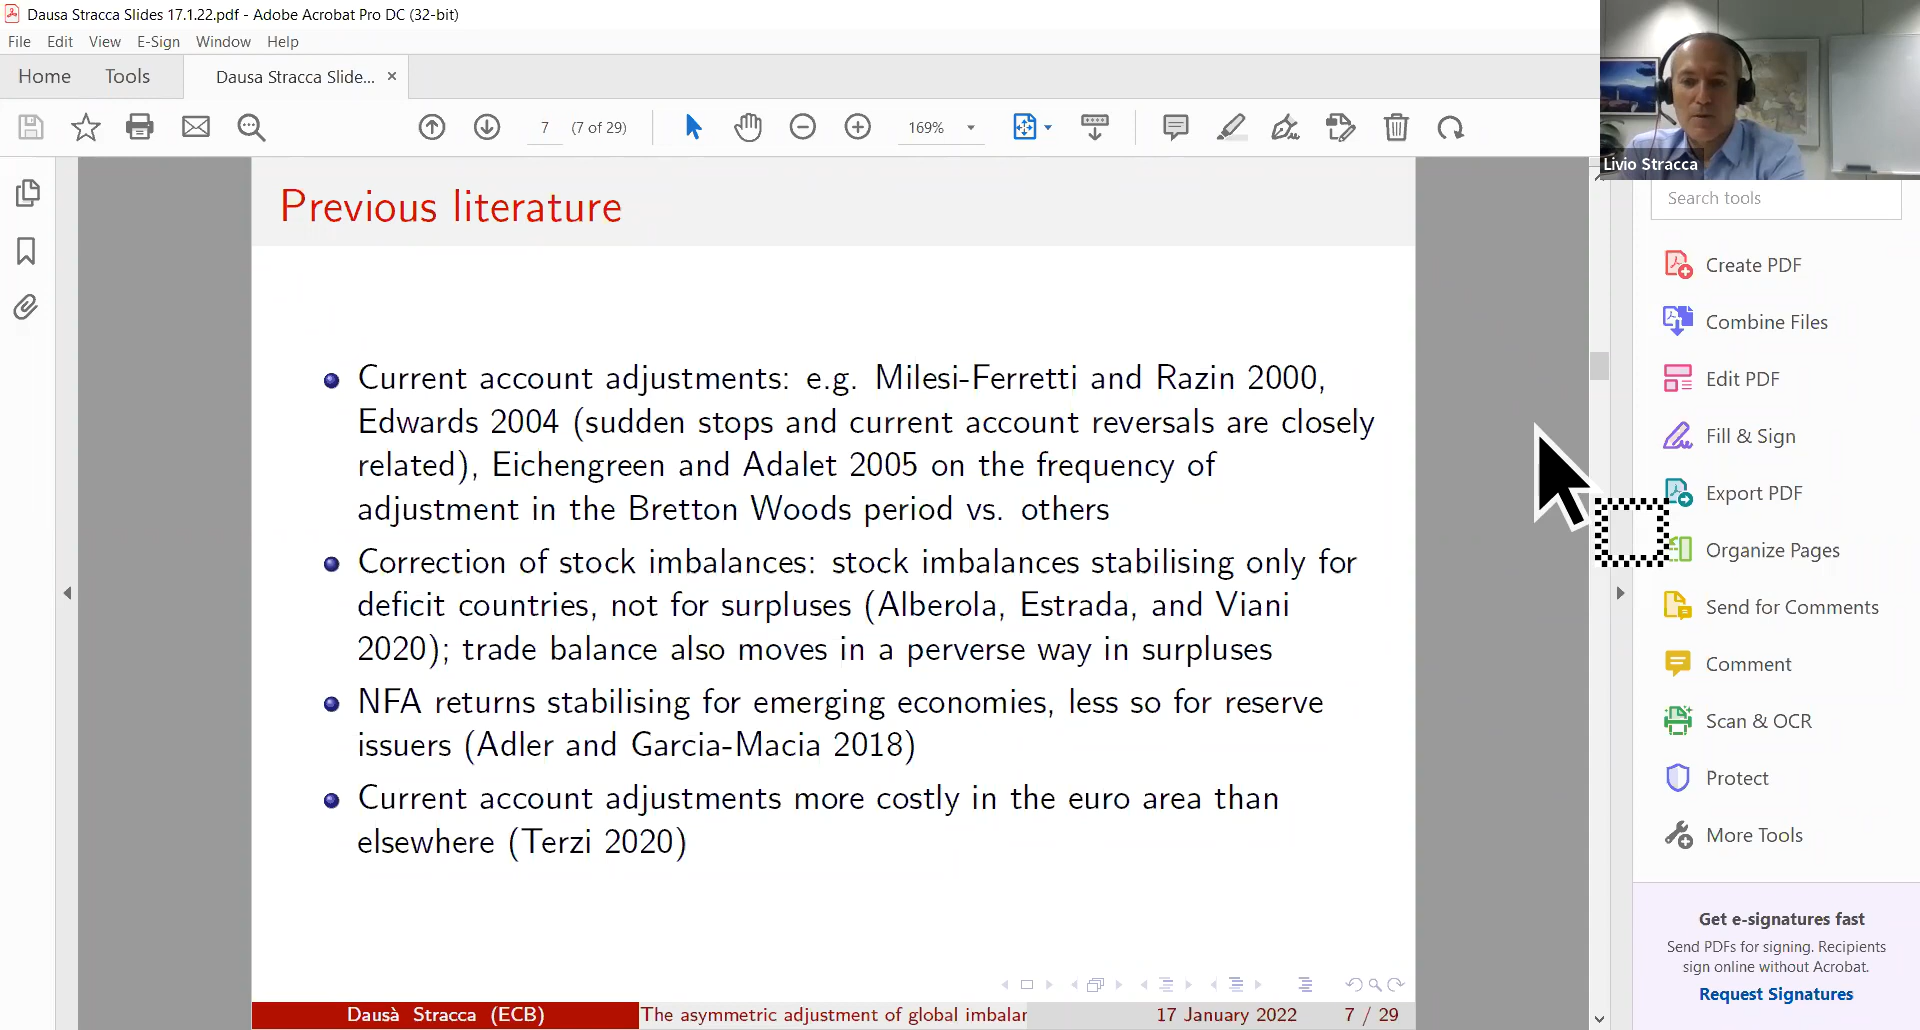 Dausa Stracca Slides 17.1.22.pdf - Adobe Acrobat Pro DC (32-bit)
File Edit View E-Sign Window Help
Home Tools Dausa Stracca Slide... ×
7 (7 of 29) 169%
Livio Stracca
Search tools
Previous literature
Current account adjustments: e.g. Milesi-Ferretti and Razin 2000,
Edwards 2004 (sudden stops and current account reversals are closely
related), Eichengreen and Adalet 2005 on the frequency of
adjustment in the Bretton Woods period vs. others
Correction of stock imbalances: stock imbalances stabilising only for
deficit countries, not for surpluses (Alberola, Estrada, and Viani
2020); trade balance also moves in a perverse way in surpluses
NFA returns stabilising for emerging economies, less so for reserve
issuers (Adler and Garcia-Macia 2018)
Current account adjustments more costly in the euro area than
elsewhere (Terzi 2020)
Dausà Stracca (ECB) The asymmetric adjustment of global imbalan 17 January 2022 7 / 29
Create PDF
Combine Files
Edit PDF
Fill & Sign
Export PDF
Organize Pages
Send for Comments
Comment
Scan & OCR
Protect
More Tools
Get e-signatures fast
Send PDFs for signing. Recipients
sign online without Acrobat.
Request Signatures